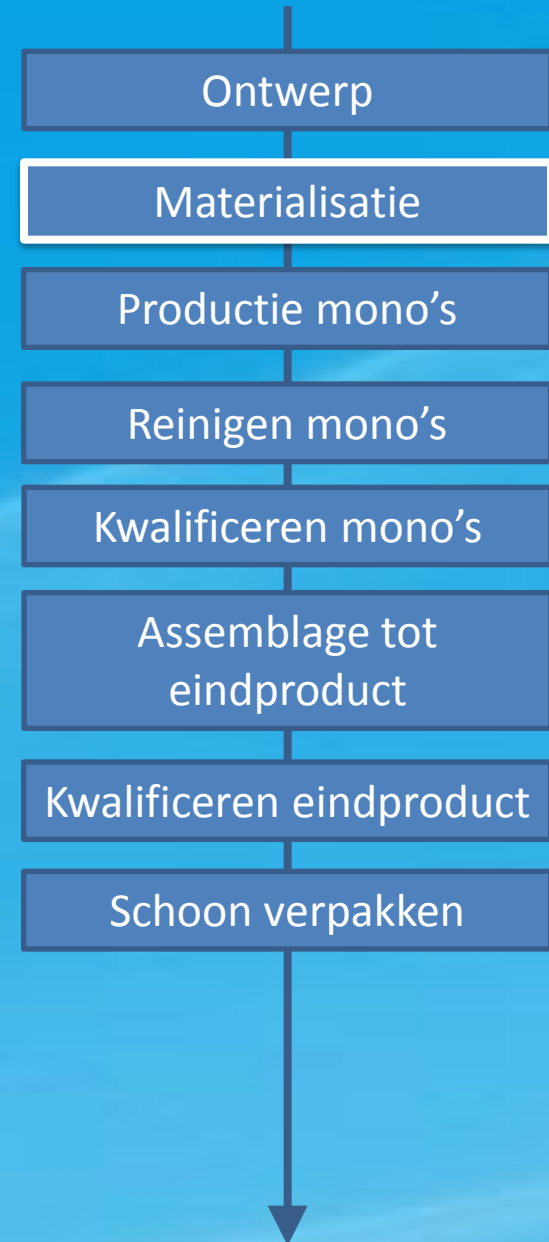 Ontwerp
Materialisatie
Productie mono’s
Reinigen mono’s
Kwalificeren mono’s
Assemblage tot
eindproduct
Kwalificeren eindproduct
Schoon verpakken